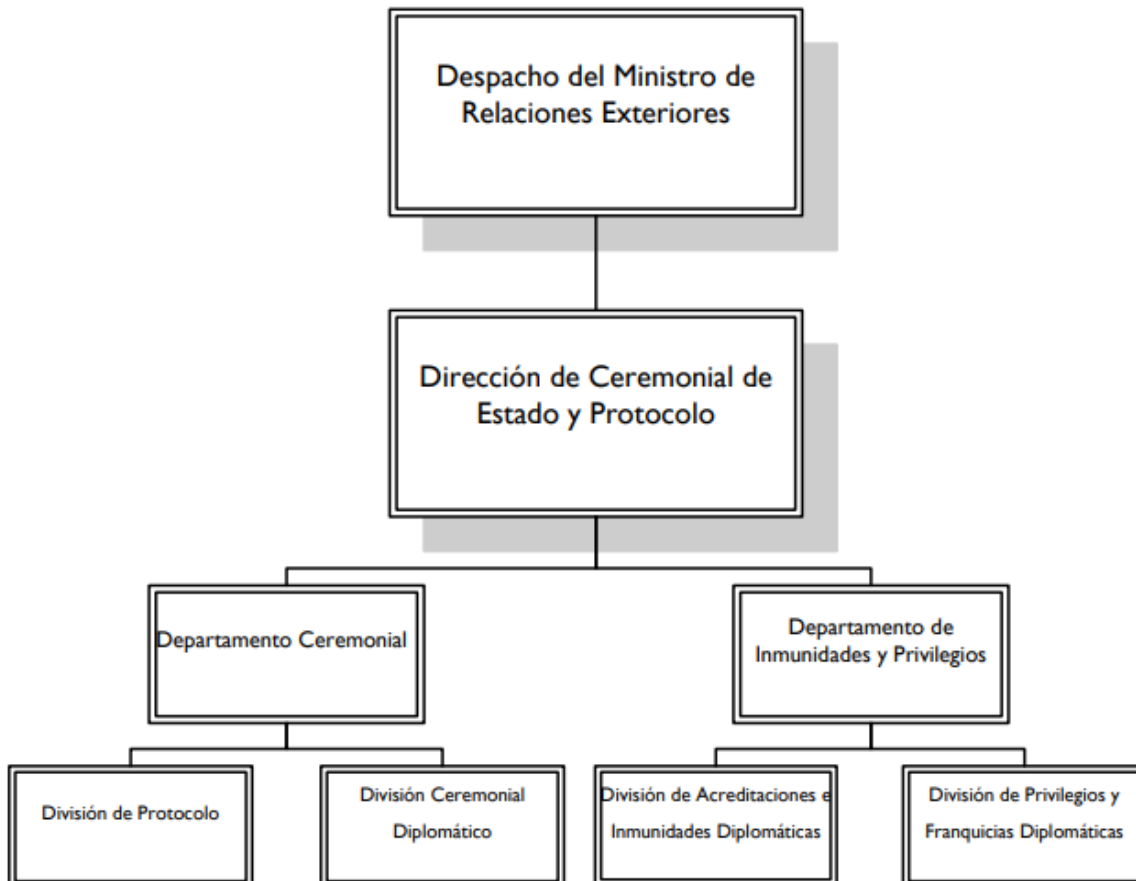 Despacho del Ministro de
Relaciones Exteriores
Dirección de Ceremonial de
Estado y Protocolo
Departamento Ceremonial
Departamento de
Inmunidades y Privilegios
División de Protocolo
División Ceremonial
Diplomático
División de Acreditaciones e
Inmunidades Diplomáticas
División de Privilegios y
Franquicias Diplomáticas